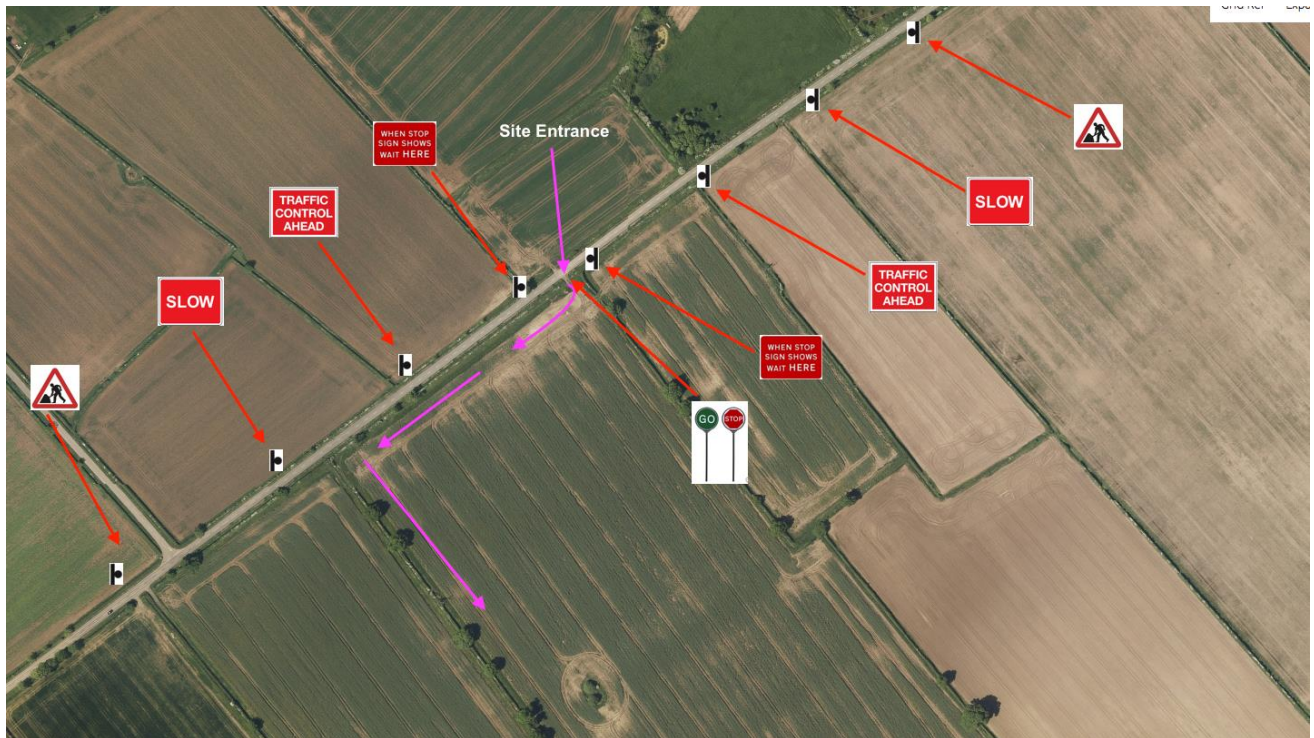 WHEN STOP
SIGN SHOWS
WAIT HERE
Site Entrance
TRAFFIC
CONTROL
AHEAD
SLOW
SLOW
TRAFFIC
CONTROL
AHEAD
WHEN STOP
SIGN SHOWS
WAIT HERE
GO STOP